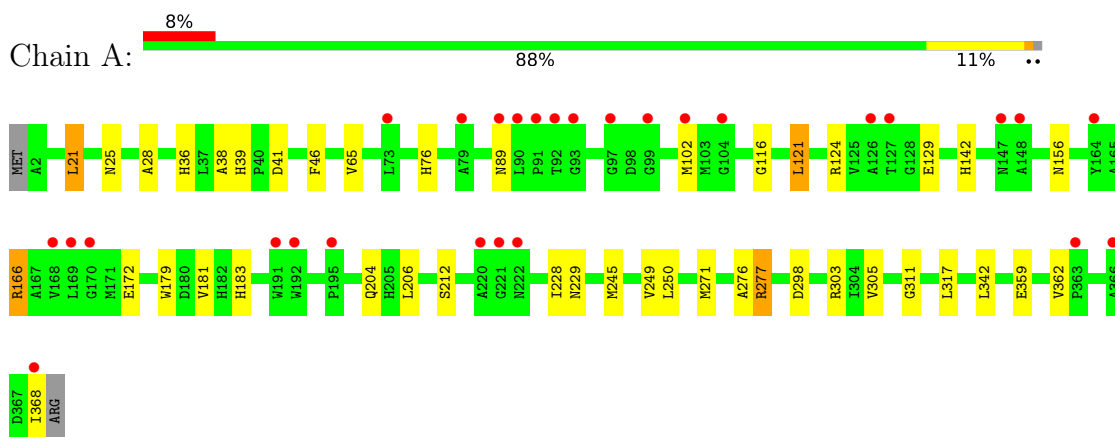 8%
Chain A:
88% 11% ••
MET A2 L21 N25 A28 H36 L37 A38 H39 P40 D41 F46 V65 L73 H76 A79 N89 L90 P91 T92 G93 G97 D98 G99 M102 M103 G104 G116 L121 R124 V125 A126 T127 G128 E129 H142 N147 A148 N156 Y164 A165
R166 A167 V168 L169 G170 M171 E172 W179 D180 V181 H182 H183 W191 W192 P195 Q204 H205 L206 S212 A220 G221 N222 I228 N229 M245 V249 L250 M271 A276 R277 D298 R303 I304 V305 G311 L317 L342 E359 V362 P363 A366
D367 I368 ARG